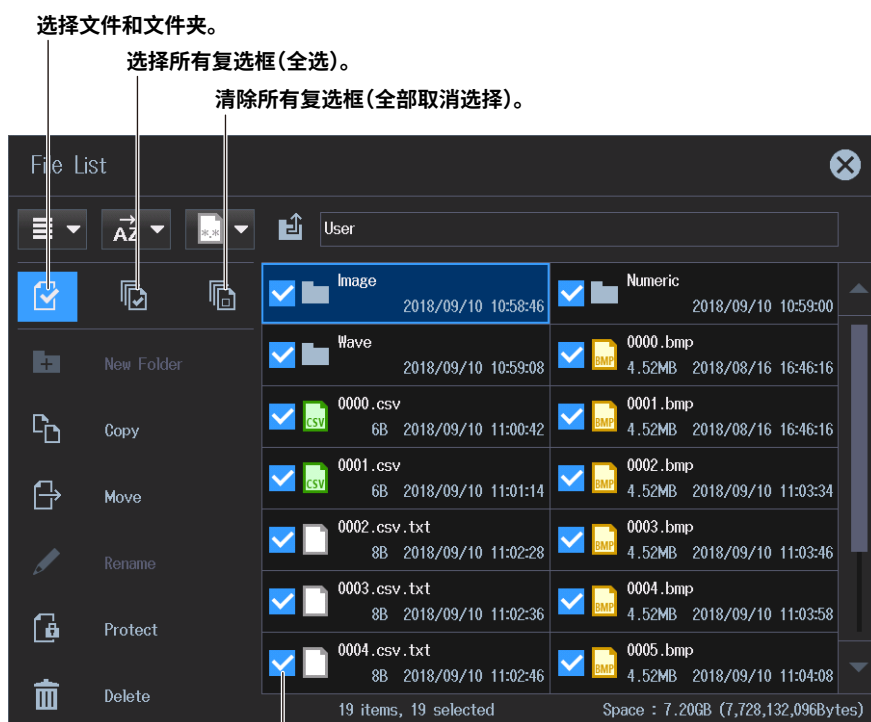 选择文件和文件夹。
选择所有复选框(全选)。
清除所有复选框(全部取消选择)。
File List
AZ
*.*
User
Image
2018/09/10 10:58:46
Numeric
2018/09/10 10:59:00
New Folder
Wave
2018/09/10 10:59:08
BMP
0000.bmp
4.52MB 2018/08/16 16:46:16
Copy
CSV
0000.csv
6B 2018/09/10 11:00:42
BMP
0001.bmp
4.52MB 2018/08/16 16:46:16
Move
CSV
0001.csv
6B 2018/09/10 11:01:14
BMP
0002.bmp
4.52MB 2018/09/10 11:03:34
Rename
0002.csv.txt
8B 2018/09/10 11:02:28
BMP
0003.bmp
4.52MB 2018/09/10 11:03:46
Protect
0003.csv.txt
8B 2018/09/10 11:02:36
BMP
0004.bmp
4.52MB 2018/09/10 11:03:58
Delete
0004.csv.txt
8B 2018/09/10 11:02:46
BMP
0005.bmp
4.52MB 2018/09/10 11:04:08
19 items, 19 selected
Space : 7.20GB (7,728,132,096Bytes)